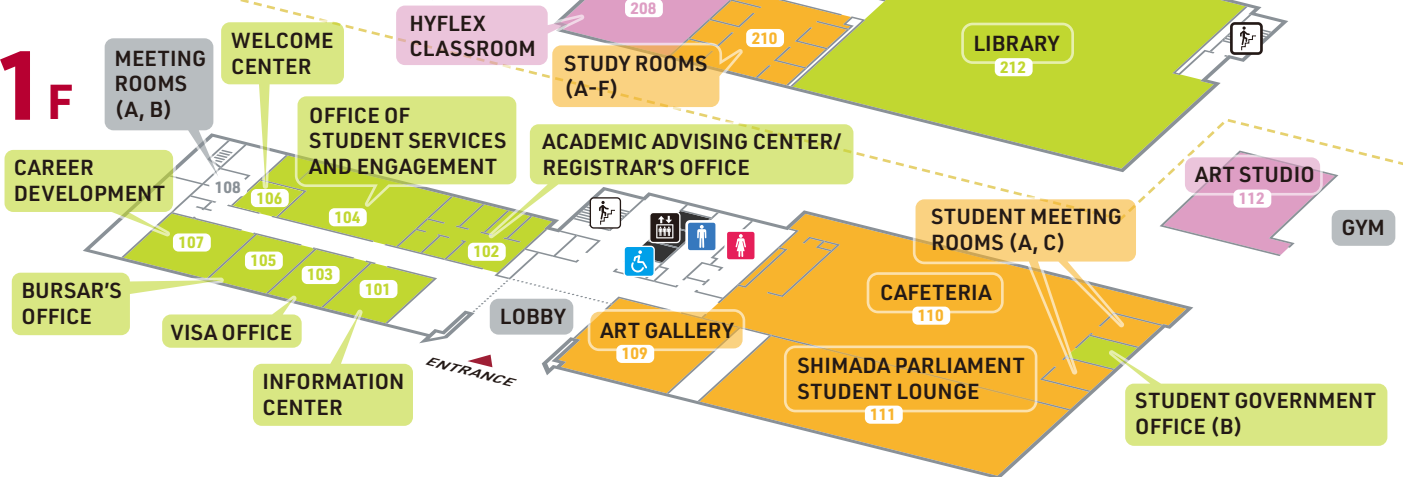 208
HYFLEX
CLASSROOM
210
STUDY ROOMS
(A-F)
LIBRARY
212
1F
MEETING
ROOMS
(A, B)
108
WELCOME
CENTER
106
OFFICE OF
STUDENT SERVICES
AND ENGAGEMENT
104
ACADEMIC ADVISING CENTER/
REGISTRAR'S OFFICE
102
CAREER
DEVELOPMENT
107
105
103
101
BURSAR'S
OFFICE
VISA OFFICE
INFORMATION
CENTER
LOBBY
ENTRANCE
ART GALLERY
109
CAFETERIA
110
SHIMADA PARLIAMENT
STUDENT LOUNGE
111
STUDENT MEETING
ROOMS (A, C)
STUDENT GOVERNMENT
OFFICE (B)
ART STUDIO
112
GYM